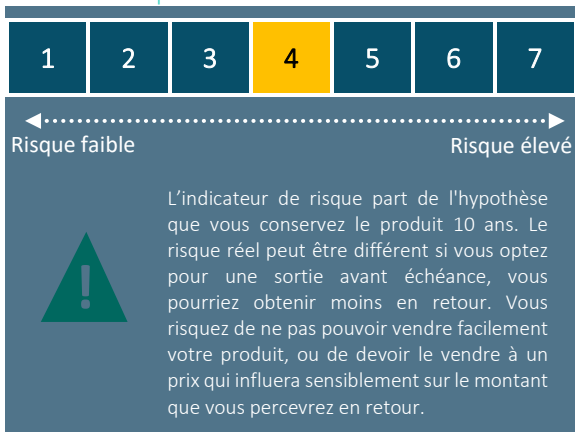 1 2 3 4 5 6 7
Risque faible Risque élevé
L’indicateur de risque part de l'hypothèse
que vous conservez le produit 10 ans. Le
risque réel peut être différent si vous optez
pour une sortie avant échéance, vous
pourriez obtenir moins en retour. Vous
risquez de ne pas pouvoir vendre facilement
votre produit, ou de devoir le vendre à un
prix qui influera sensiblement sur le montant
que vous percevrez en retour.
!